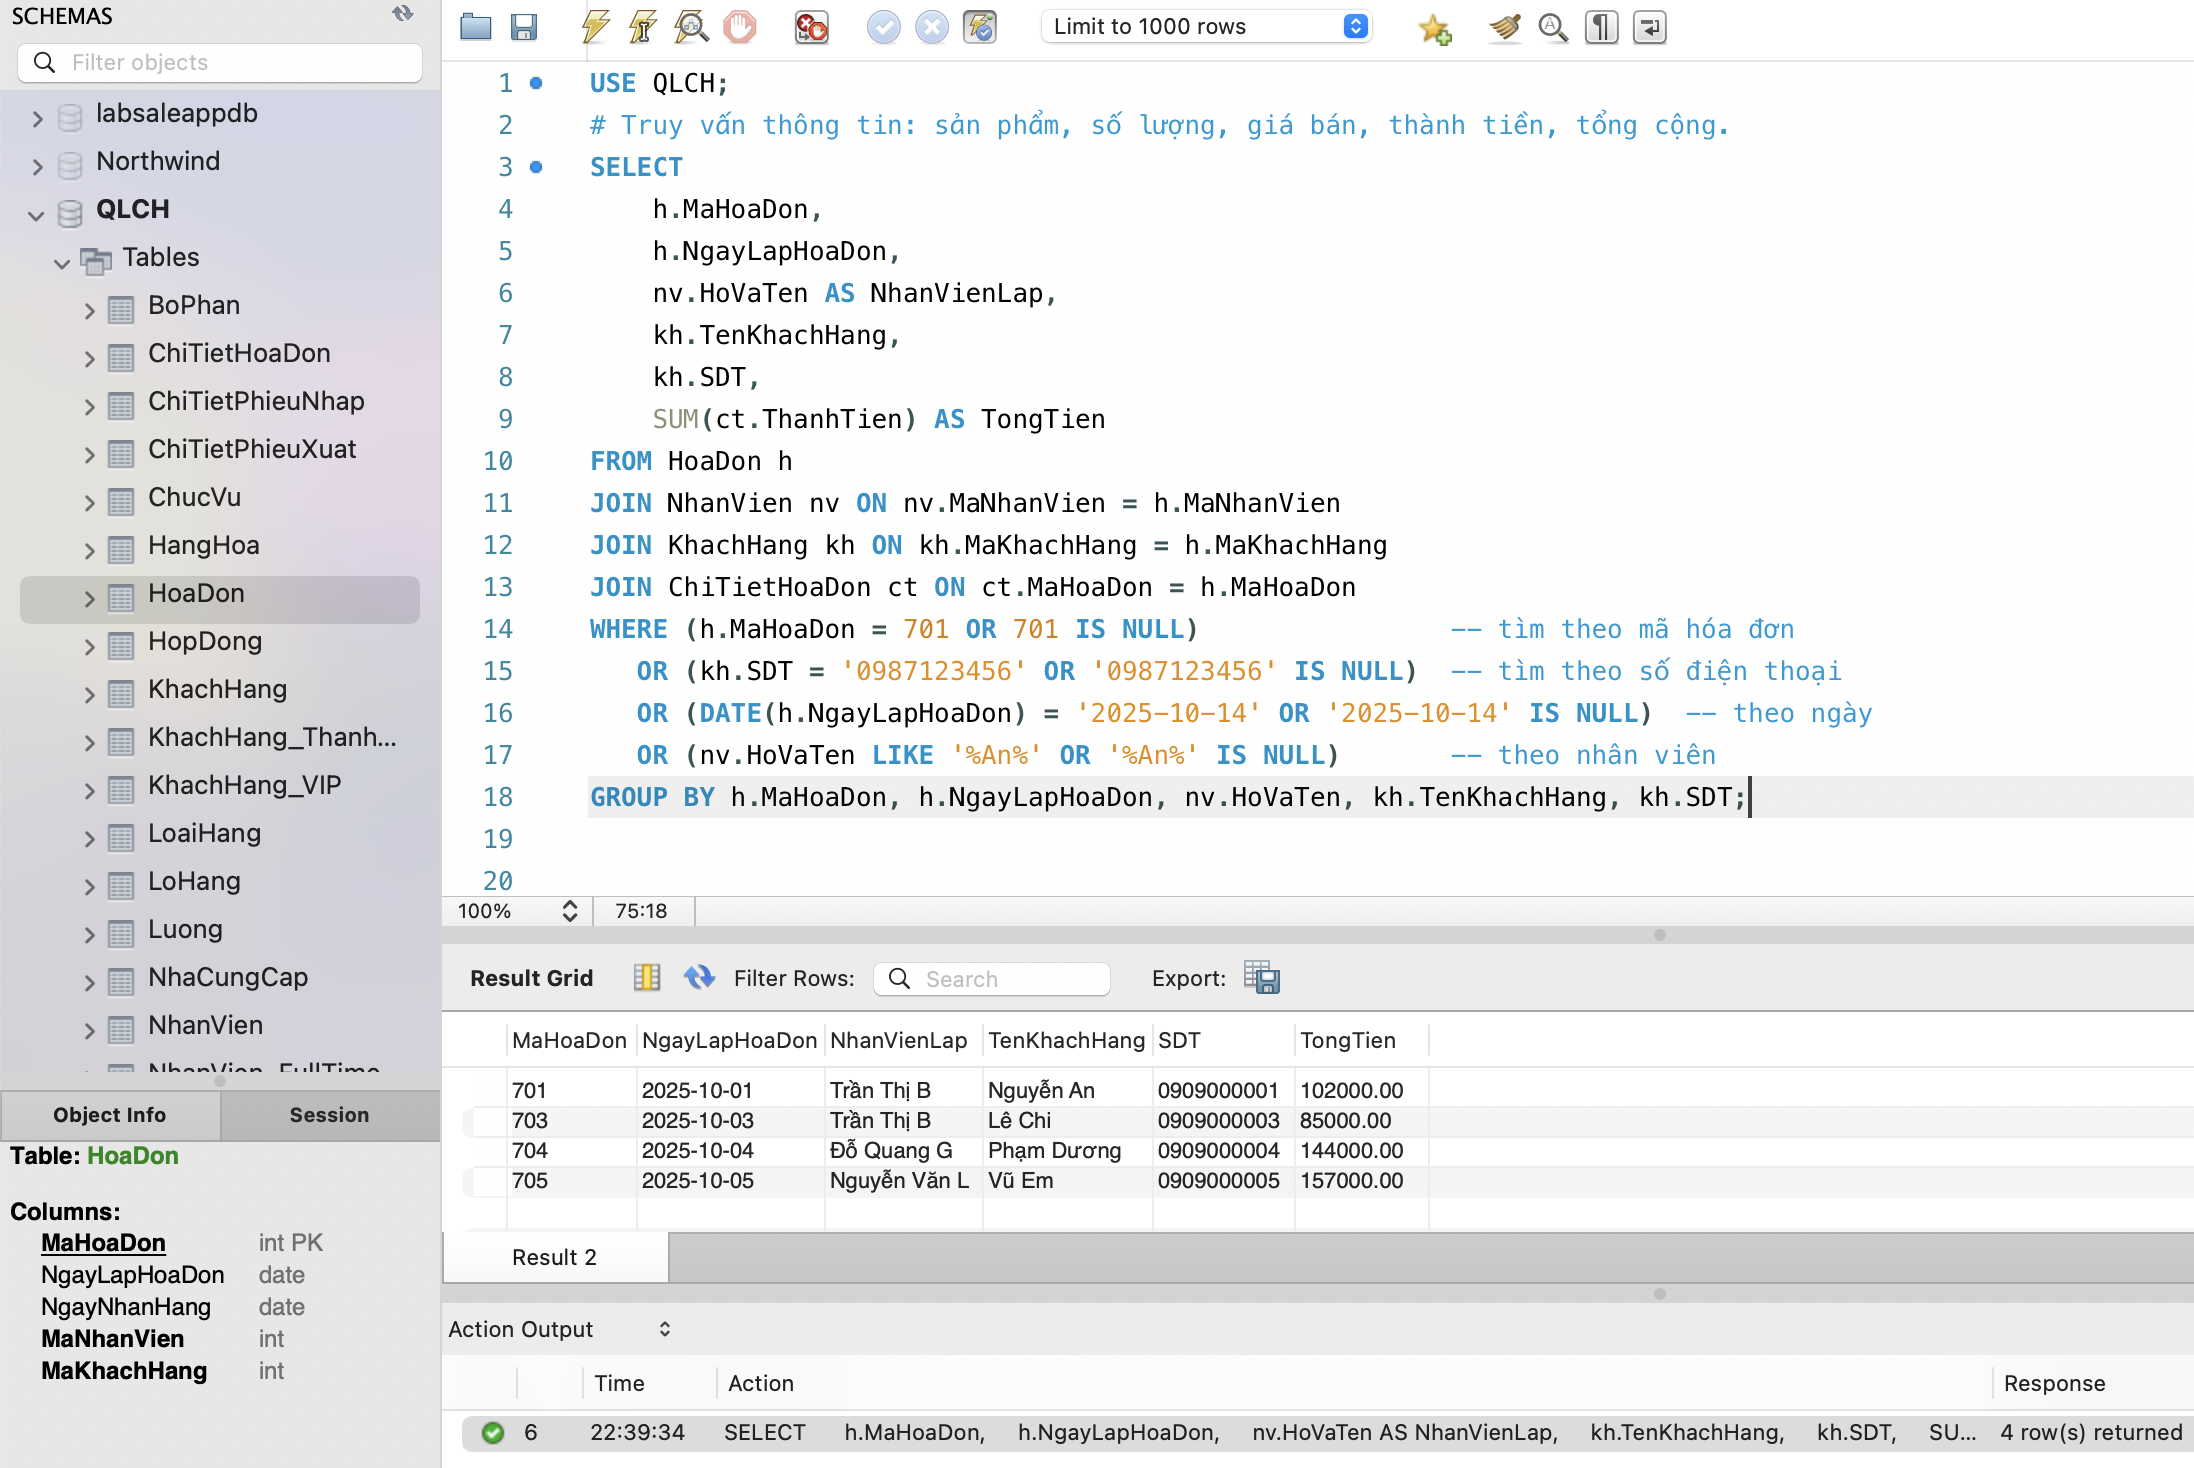 SCHEMAS
Filter objects
labsaleappdb
Northwind
QLCH
Tables
BoPhan
ChiTietHoaDon
ChiTietPhieuNhap
ChiTietPhieuXuat
ChucVu
HangHoa
HoaDon
HopDong
KhachHang
KhachHang_Thanh...
KhachHang_VIP
LoaiHang
LoHang
Luong
NhaCungCap
NhanVien
NhanVien_FullTime
Object Info
Session
Table: HoaDon
Columns:
MaHoaDon int PK
NgayLapHoaDon date
NgayNhanHang date
MaNhanVien int
MaKhachHang int
Limit to 1000 rows
1 USE QLCH;
2 # Truy vấn thông tin: sản phẩm, số lượng, giá bán, thành tiền, tổng cộng.
3 SELECT
4 h.MaHoaDon,
5 h.NgayLapHoaDon,
6 nv.HoVaTen AS NhanVienLap,
7 kh.TenKhachHang,
8 kh.SDT,
9 SUM(ct.ThanhTien) AS TongTien
10 FROM HoaDon h
11 JOIN NhanVien nv ON nv.MaNhanVien = h.MaNhanVien
12 JOIN KhachHang kh ON kh.MaKhachHang = h.MaKhachHang
13 JOIN ChiTietHoaDon ct ON ct.MaHoaDon = h.MaHoaDon
14 WHERE (h.MaHoaDon = 701 OR 701 IS NULL) -- tìm theo mã hóa đơn
15 OR (kh.SDT = '0987123456' OR '0987123456' IS NULL) -- tìm theo số điện thoại
16 OR (DATE(h.NgayLapHoaDon) = '2025-10-14' OR '2025-10-14' IS NULL) -- theo ngày
17 OR (nv.HoVaTen LIKE '%An%' OR '%An%' IS NULL) -- theo nhân viên
18 GROUP BY h.MaHoaDon, h.NgayLapHoaDon, nv.HoVaTen, kh.TenKhachHang, kh.SDT;
19
20
100% 75:18
Result Grid Filter Rows: Search Export:
MaHoaDon NgayLapHoaDon NhanVienLap TenKhachHang SDT TongTien
701 2025-10-01 Trần Thị B Nguyễn An 0909000001 102000.00
703 2025-10-03 Trần Thị B Lê Chi 0909000003 85000.00
704 2025-10-04 Đỗ Quang G Phạm Dương 0909000004 144000.00
705 2025-10-05 Nguyễn Văn L Vũ Em 0909000005 157000.00
Result 2
Action Output
Time Action Response
6 22:39:34 SELECT h.MaHoaDon, h.NgayLapHoaDon, nv.HoVaTen AS NhanVienLap, kh.TenKhachHang, kh.SDT, SU... 4 row(s) returned